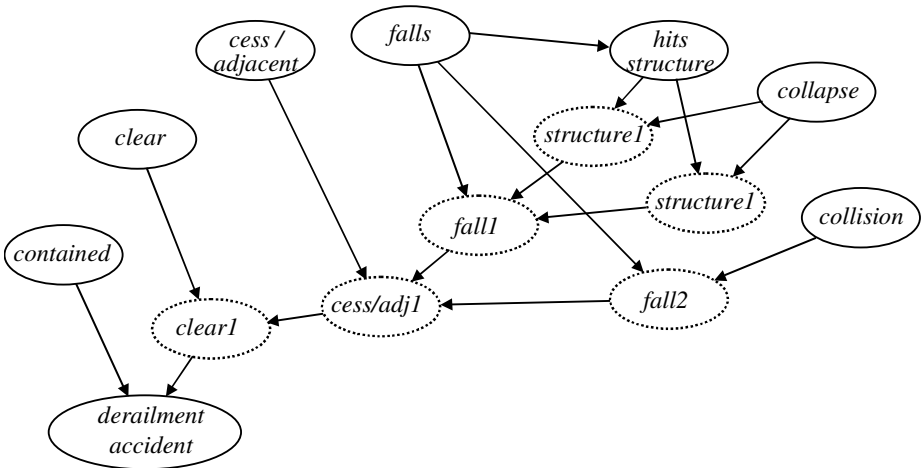 cess /
adjacent
falls
hits
structure
collapse
clear
structure1
structure1
collision
fall1
contained
cess/adj1
fall2
clear1
derailment
accident